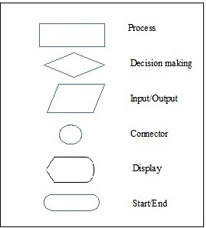 Process
Decision making
Input/Output
Connector
Display
Start/End